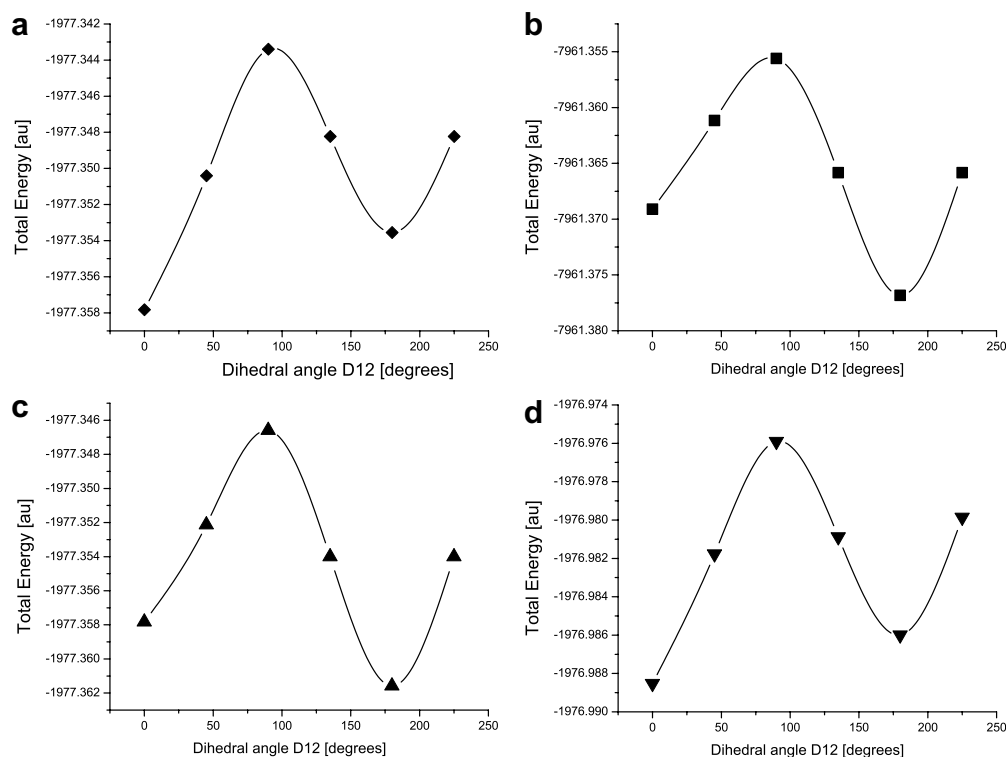 a
-1977.342
-1977.344
-1977.346
-1977.348
-1977.350
-1977.352
-1977.354
-1977.356
-1977.358
Total Energy [au]
0 50 100 150 200 250
Dihedral angle D12 [degrees]
b
-7961.355
-7961.360
-7961.365
-7961.370
-7961.375
-7961.380
Total Energy [au]
0 50 100 150 200 250
Dihedral angle D12 [degrees]
c
-1977.346
-1977.348
-1977.350
-1977.352
-1977.354
-1977.356
-1977.358
-1977.360
-1977.362
Total Energy [au]
0 50 100 150 200 250
Dihedral angle D12 [degrees]
d
-1976.974
-1976.976
-1976.978
-1976.980
-1976.982
-1976.984
-1976.986
-1976.988
-1976.990
Total Energy [au]
0 50 100 150 200 250
Dihedral angle D12 [degrees]